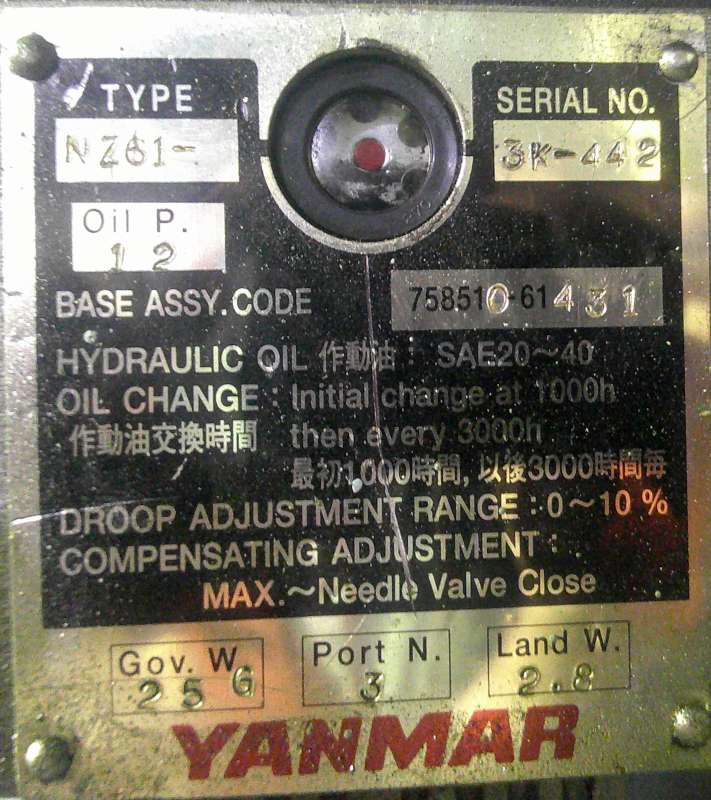 TYPE
SERIAL NO.
NZ61-
3K-442
Oil P.
12
BASE ASSY.CODE 758510-61431
HYDRAULIC OIL 作動油: SAE20~40
OIL CHANGE: Initial change at 1000h
作動油交換時間 then every 3000h
最初1000時間, 以後3000時間毎
DROOP ADJUSTMENT RANGE:0~10 %
COMPENSATING ADJUSTMENT:
MAX.~Needle Valve Close
Gov. W. Port N. Land W.
256 3 2.8
YANMAR